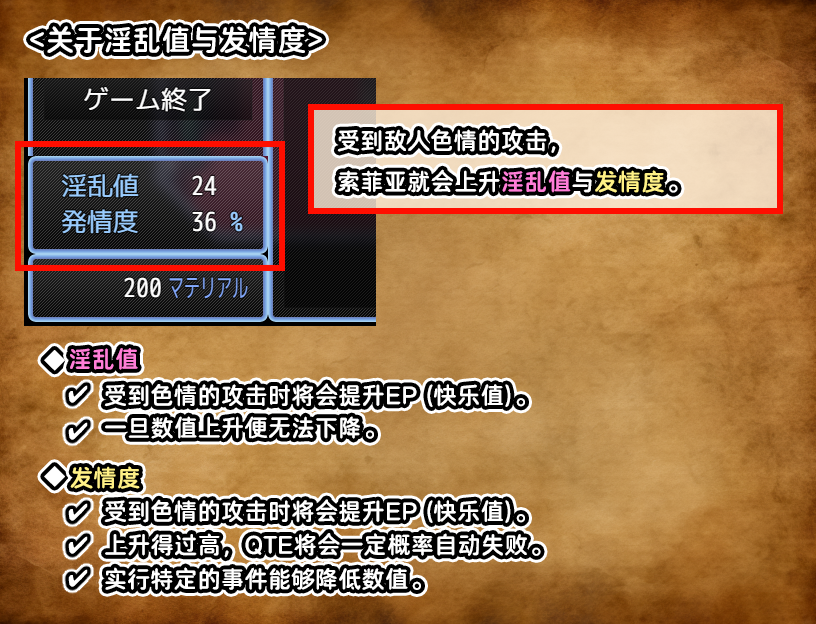 <关于淫乱值与发情度>
ゲーム終了
淫乱値 24
発情度 36 %
200 マテリアル
受到敌人色情的攻击,
索菲亚就会上升淫乱值与发情度。
◇淫乱值
✔ 受到色情的攻击时将会提升EP (快乐值)。
✔ 一旦数值上升便无法下降。
◇发情度
✔ 受到色情的攻击时将会提升EP (快乐值)。
✔ 上升得过高，QTE将会一定概率自动失败。
✔ 实行特定的事件能够降低数值。